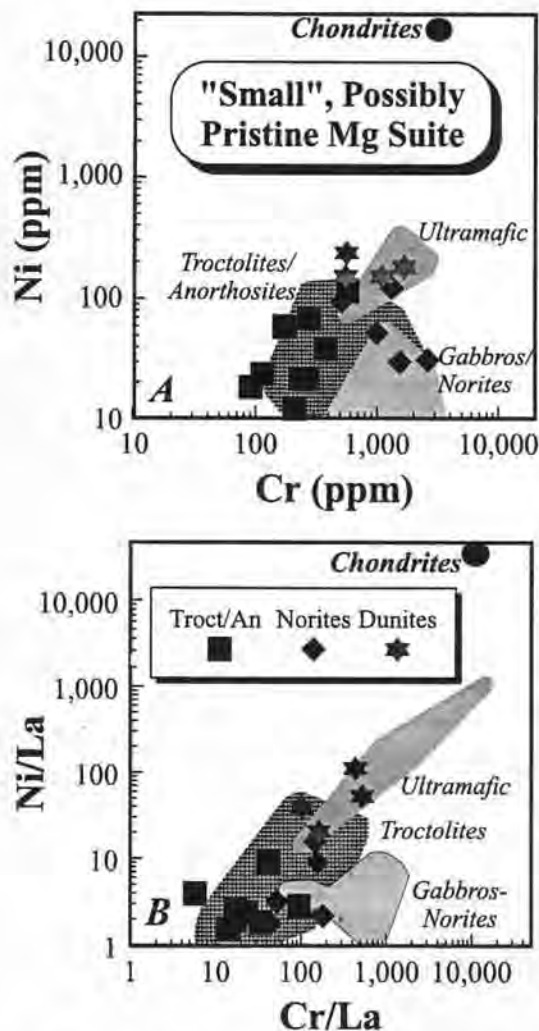 Chondrites
10,000
"Small", Possibly
Pristine Mg Suite
1,000
Ni (ppm)
Ultramafic
Troctolites/
Anorthosites
100
Gabbros/
Norites
A
10
10 100 1,000 10,000
Cr (ppm)
Chondrites
10,000
Troct/An Norites Dunites
1,000
Ni/La
100
Ultramafic
Troctolites
10
Gabbros-
Norites
B
1
1 10 100 1,000 10,000
Cr/La